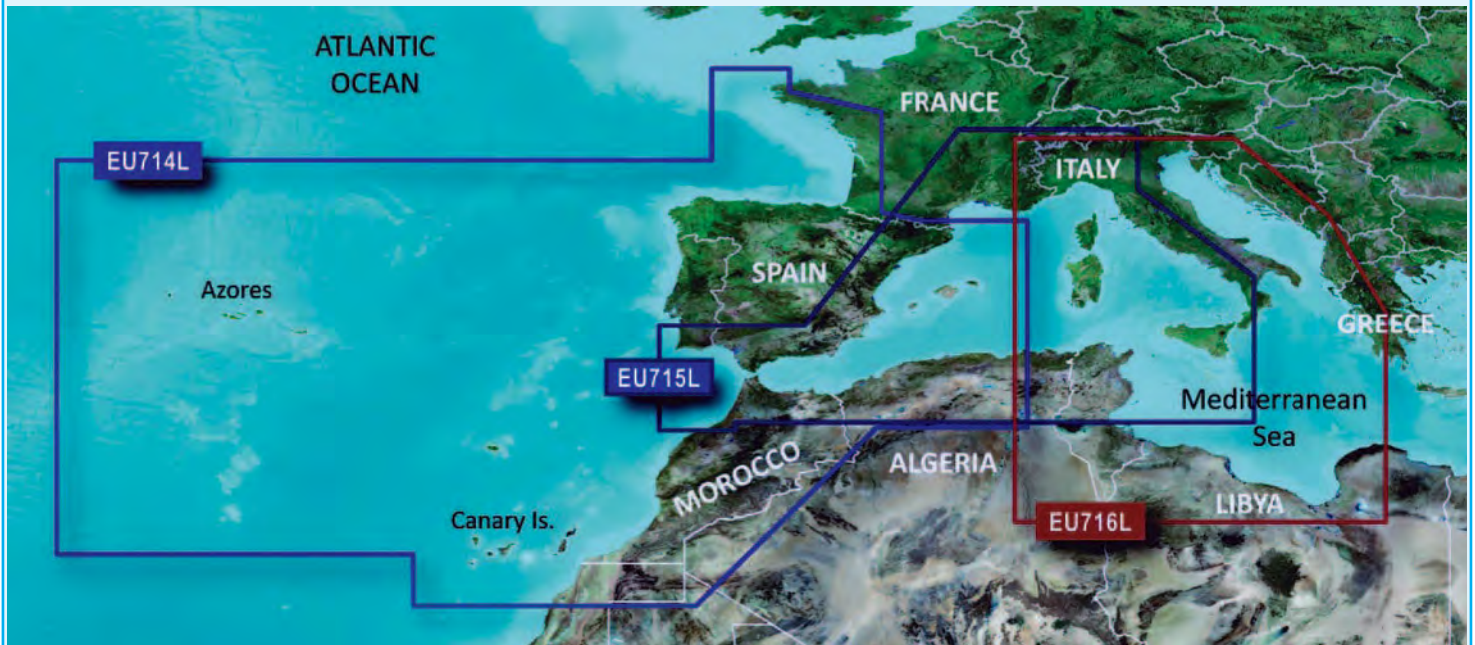 ATLANTIC
OCEAN
FRANCE
EU714L
ITALY
SPAIN
Azores
GREECE
EU715L
Mediterranean
Sea
ALGERIA
MOROCCO
LIBYA
Canary Is.
EU716L